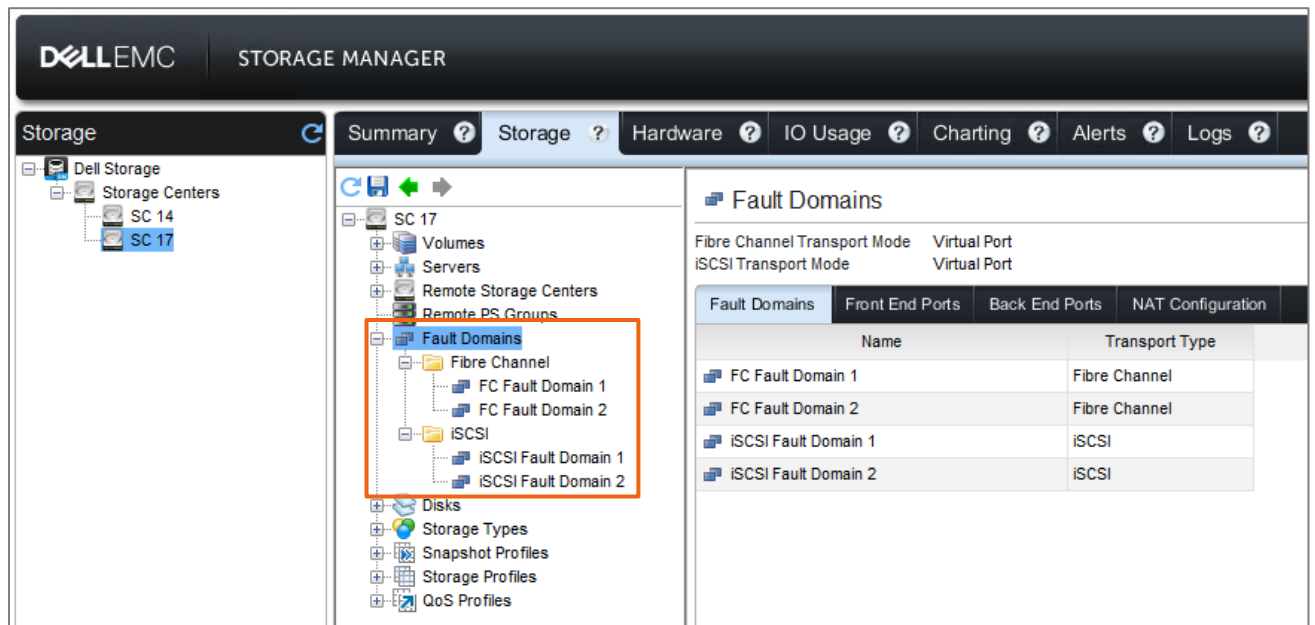 DELLEMC STORAGE MANAGER
Storage
Dell Storage
Storage Centers
SC 14
SC 17
Summary ? Storage ? Hardware ? IO Usage ? Charting ? Alerts ? Logs ?
SC 17
Volumes
Servers
Remote Storage Centers
Remote PS Groups
Fault Domains
Fibre Channel
FC Fault Domain 1
FC Fault Domain 2
iSCSI
iSCSI Fault Domain 1
iSCSI Fault Domain 2
Disks
Storage Types
Snapshot Profiles
Storage Profiles
QoS Profiles
Fault Domains
Fibre Channel Transport Mode Virtual Port
iSCSI Transport Mode Virtual Port
Fault Domains Front End Ports Back End Ports NAT Configuration
Name Transport Type
FC Fault Domain 1 Fibre Channel
FC Fault Domain 2 Fibre Channel
iSCSI Fault Domain 1 iSCSI
iSCSI Fault Domain 2 iSCSI